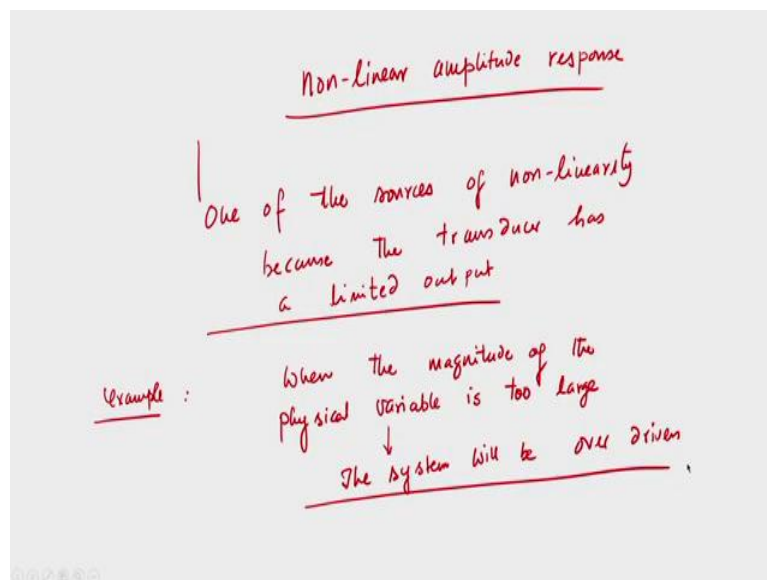 Non-linear amplitude response
One of the sources of non-linearity
because the transducer has
a limited output
Example : When the magnitude of the
physical variable is too large
↓
The system will be over driven